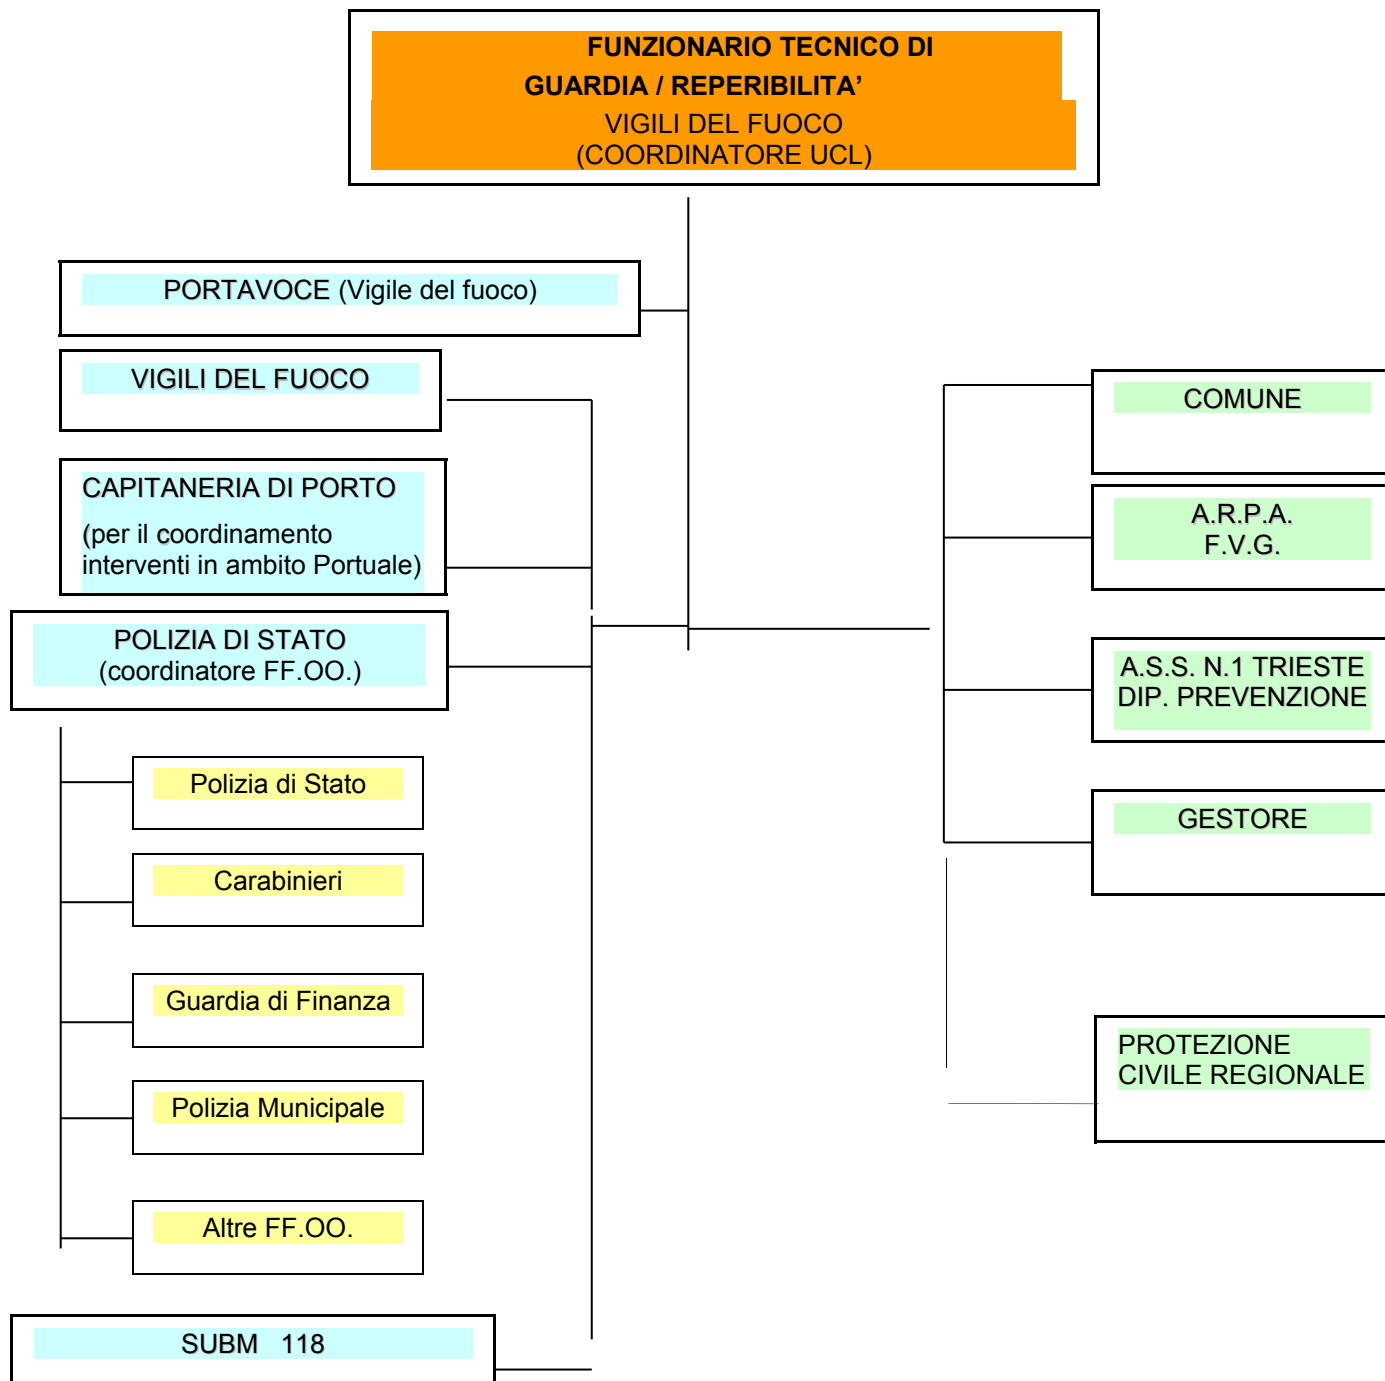 FUNZIONARIO TECNICO DI
GUARDIA / REPERIBILITA’
VIGILI DEL FUOCO
(COORDINATORE UCL)
PORTAVOCE (Vigile del fuoco)
VIGILI DEL FUOCO
CAPITANERIA DI PORTO
(per il coordinamento
interventi in ambito Portuale)
POLIZIA DI STATO
(coordinatore FF.OO.)
Polizia di Stato
Carabinieri
Guardia di Finanza
Polizia Municipale
Altre FF.OO.
SUBM 118
COMUNE
A.R.P.A.
F.V.G.
A.S.S. N.1 TRIESTE
DIP. PREVENZIONE
GESTORE
PROTEZIONE
CIVILE REGIONALE